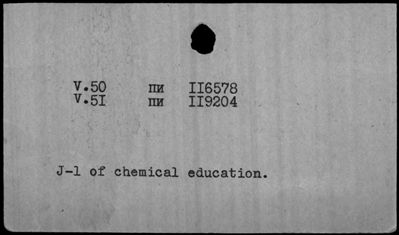 V.50 пи II6578
V.5I пи II9204
J-l of chemical education.